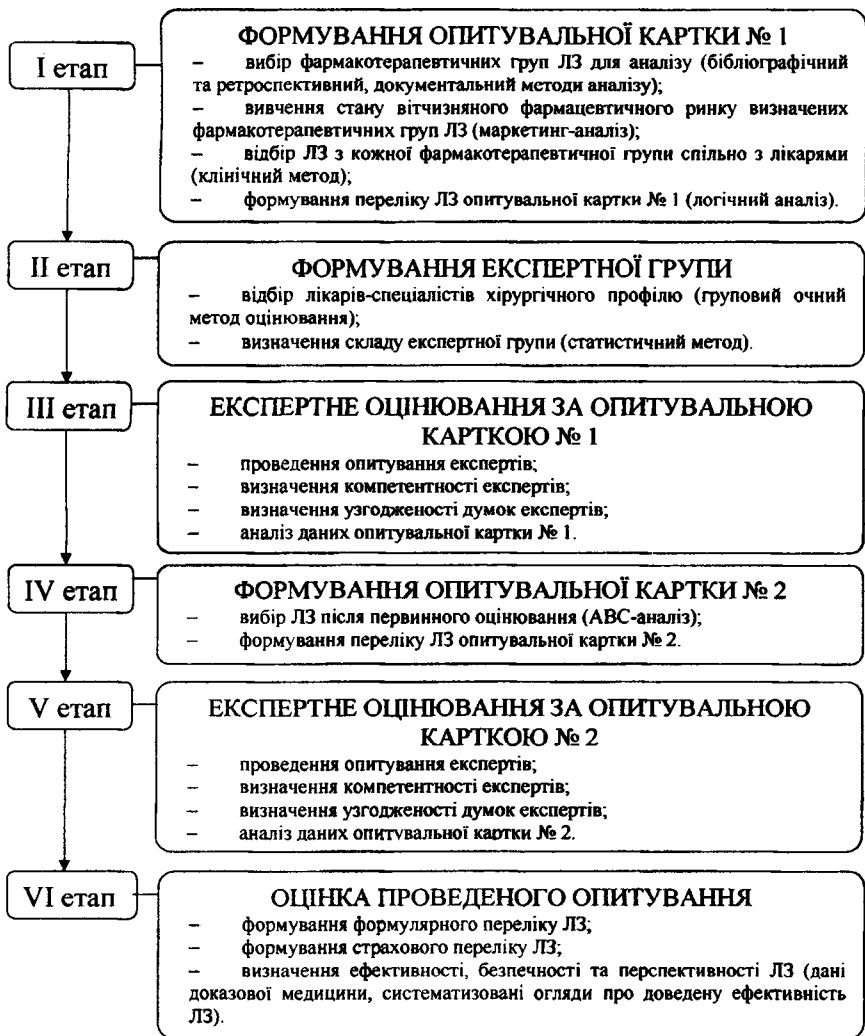 I етап
ФОРМУВАННЯ ОПИТУВАЛЬНОЇ КАРТКИ № 1
– вибір фармакотерапевтичних груп ЛЗ для аналізу (бібліографічний
та ретроспективний, документальний методи аналізу);
– вивчення стану вітчизняного фармацевтичного ринку визначених
фармакотерапевтичних груп ЛЗ (маркетинг-аналіз);
– відбір ЛЗ з кожної фармакотерапевтичної групи спільно з лікарями
(клінічний метод);
– формування переліку ЛЗ опитувальної картки № 1 (логічний аналіз).
II етап
ФОРМУВАННЯ ЕКСПЕРТНОЇ ГРУПИ
– відбір лікарів-спеціалістів хірургічного профілю (груповий очний
метод оцінювання);
– визначення складу експертної групи (статистичний метод).
III етап
ЕКСПЕРТНЕ ОЦІНЮВАННЯ ЗА ОПИТУВАЛЬНОЮ
КАРТКОЮ № 1
– проведення опитування експертів;
– визначення компетентності експертів;
– визначення узгодженості думок експертів;
– аналіз даних опитувальної картки № 1.
IV етап
ФОРМУВАННЯ ОПИТУВАЛЬНОЇ КАРТКИ № 2
– вибір ЛЗ після первинного оцінювання (АВС-аналіз);
– формування переліку ЛЗ опитувальної картки № 2.
V етап
ЕКСПЕРТНЕ ОЦІНЮВАННЯ ЗА ОПИТУВАЛЬНОЮ
КАРТКОЮ № 2
– проведення опитування експертів;
– визначення компетентності експертів;
– визначення узгодженості думок експертів;
– аналіз даних опитувальної картки № 2.
VI етап
ОЦІНКА ПРОВЕДЕНОГО ОПИТУВАННЯ
– формування формулярного переліку ЛЗ;
– формування страхового переліку ЛЗ;
– визначення ефективності, безпечності та перспективності ЛЗ (дані
доказової медицини, систематизовані огляди про доведену ефективність
ЛЗ).